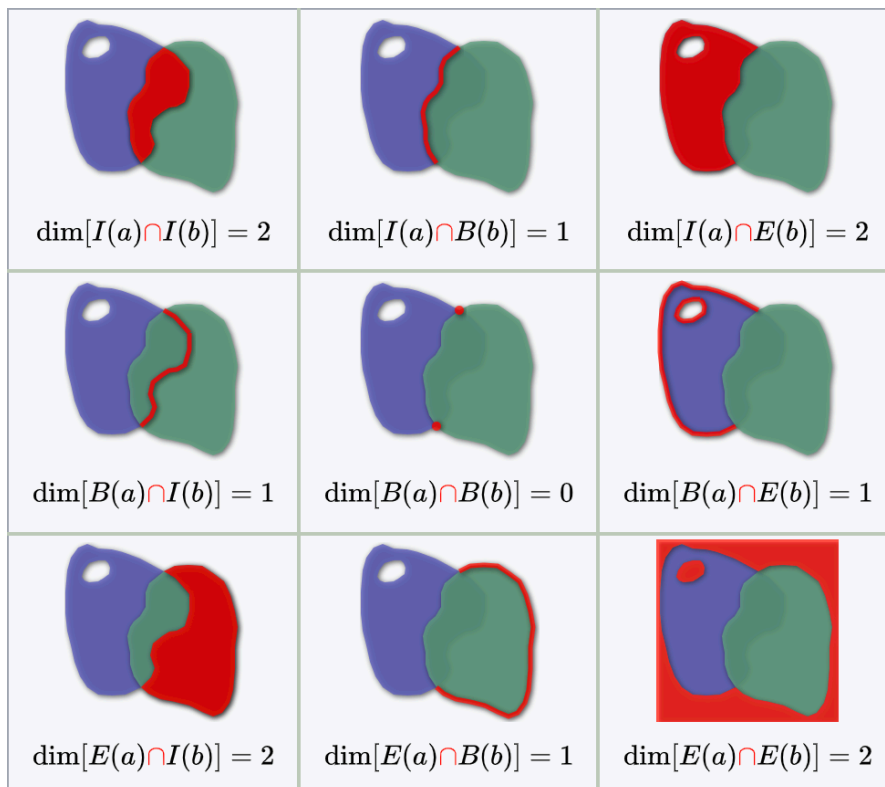 dim[I(a)∩I(b)] = 2
dim[I(a)∩B(b)] = 1
dim[I(a)∩E(b)] = 2
dim[B(a)∩I(b)] = 1
dim[B(a)∩B(b)] = 0
dim[B(a)∩E(b)] = 1
dim[E(a)∩I(b)] = 2
dim[E(a)∩B(b)] = 1
dim[E(a)∩E(b)] = 2